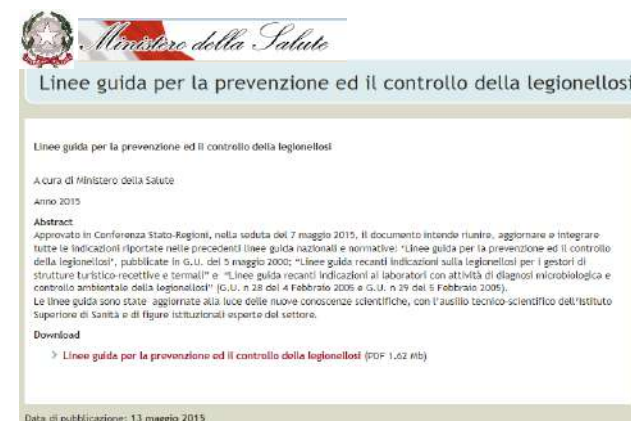 Ministero della Salute
Linee guida per la prevenzione ed il controllo della legionellosi
Linee guida per la prevenzione ed il controllo della legionellosi
A cura di Ministero della Salute
Anno 2015
Abstract
Approvato in Conferenza Stato-Regioni, nella seduta del 7 maggio 2015, il documento intende riunire, aggiornare e integrare
tutte le indicazioni riportate nelle precedenti linee guida nazionali e normative: "Linee guida per la prevenzione ed il controllo
della legionellosi", pubblicate in G.U. del 5 maggio 2000; "Linee guida recanti indicazioni sulla legionellosi per i gestori di
strutture turistico-recettive e termali" e "Linee guida recanti indicazioni ai laboratori con attività di diagnosi microbiologica e
controllo ambientale della legionellosi" (G.U. n 28 del 4 Febbraio 2005 e G.U. n 29 del 5 Febbraio 2005).
Le linee guida sono state aggiornate alla luce delle nuove conoscenze scientifiche, con l'ausilio tecnico-scientifico dell'Istituto
Superiore di Sanità e di figure istituzionali esperte del settore.
Download
> Linee guida per la prevenzione ed il controllo della legionellosi (PDF 1.62 Mb)
Data di pubblicazione: 13 maggio 2015